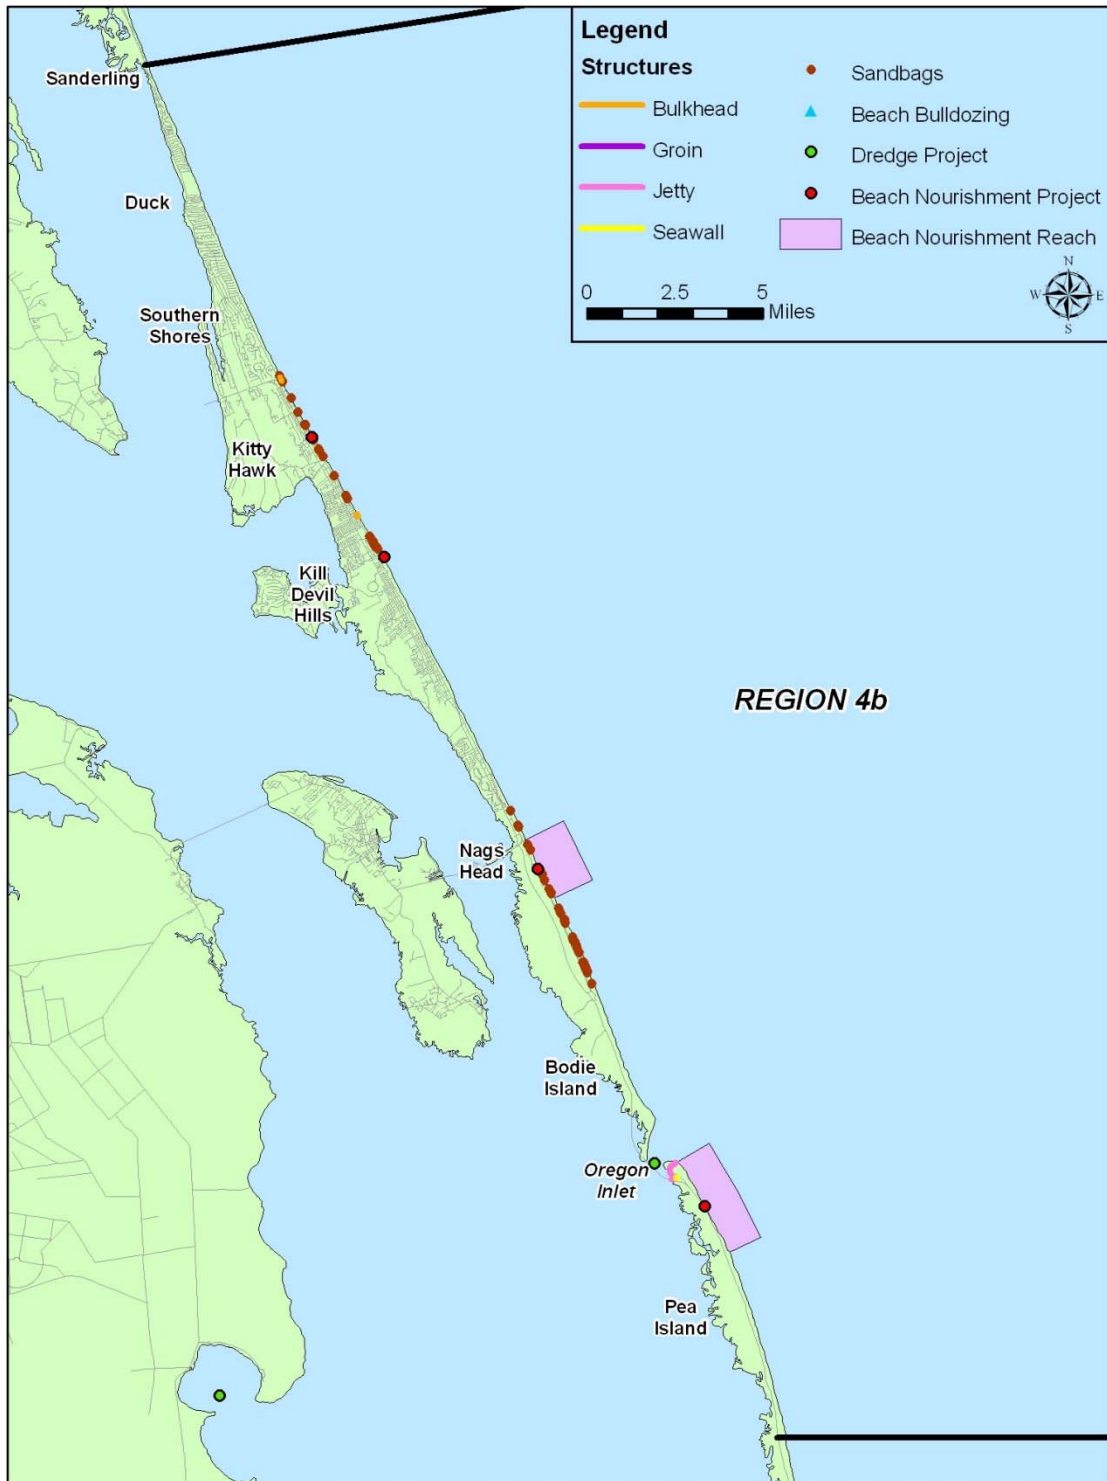 Legend
Structures
Bulkhead
Groin
Jetty
Seawall
Sandbags
Beach Bulldozing
Dredge Project
Beach Nourishment Project
Beach Nourishment Reach
0 2.5 5
Miles
N
W E
S
Sanderling
Duck
Southern
Shores
Kitty
Hawk
Kill
Devil
Hills
REGION 4b
Nags
Head
Bodie
Island
Oregon
Inlet
Pea
Island